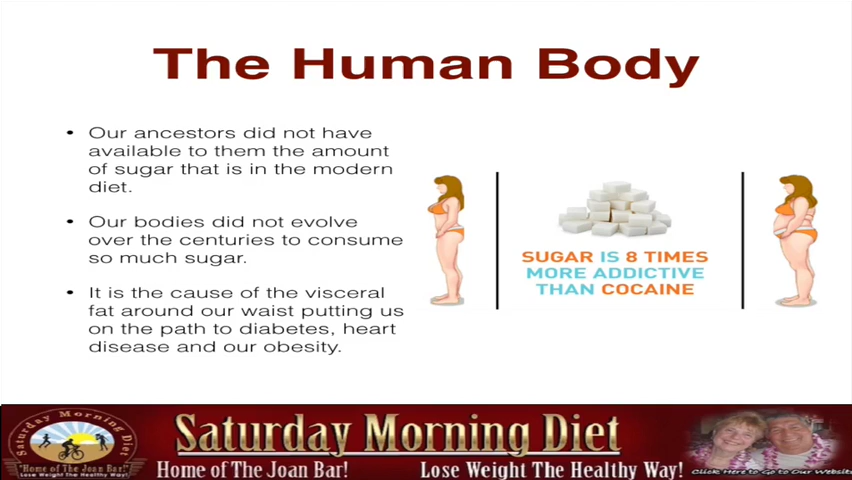 The Human Body
• Our ancestors did not have
available to them the amount
of sugar that is in the modern
diet.
• Our bodies did not evolve
over the centuries to consume
so much sugar.
• It is the cause of the visceral
fat around our waist putting us
on the path to diabetes, heart
disease and our obesity.
SUGAR IS 8 TIMES
MORE ADDICTIVE
THAN COCAINE
Saturday Morning Diet
"Home of The Joan Bar!"
Lose Weight The Healthy Way!
Saturday Morning Diet
Home of The Joan Bar!
Lose Weight The Healthy Way!
Click Here to Go to Our Website